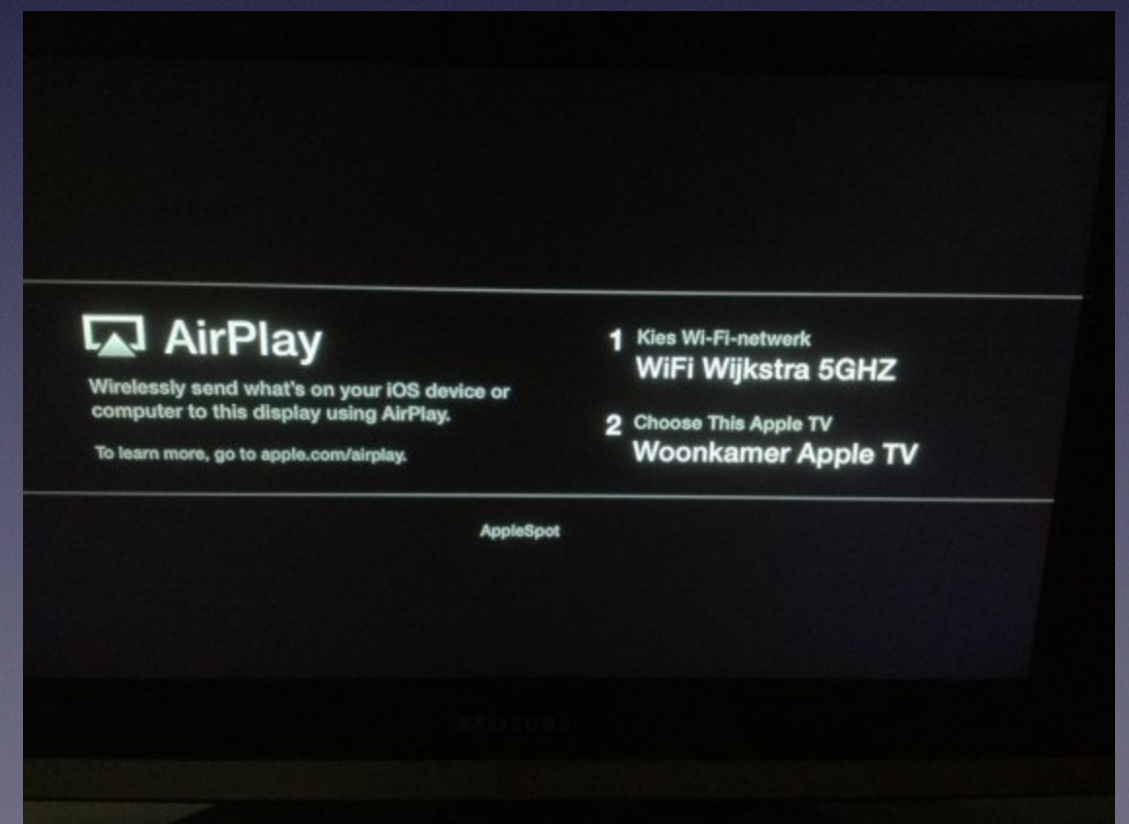 AirPlay
Wirelessly send what's on your iOS device or
computer to this display using AirPlay.
To learn more, go to apple.com/airplay.
1 Kies Wi-Fi-netwerk
WiFi Wijkstra 5GHZ
2 Choose This Apple TV
Woonkamer Apple TV
AppleSpot
SAMSUNG